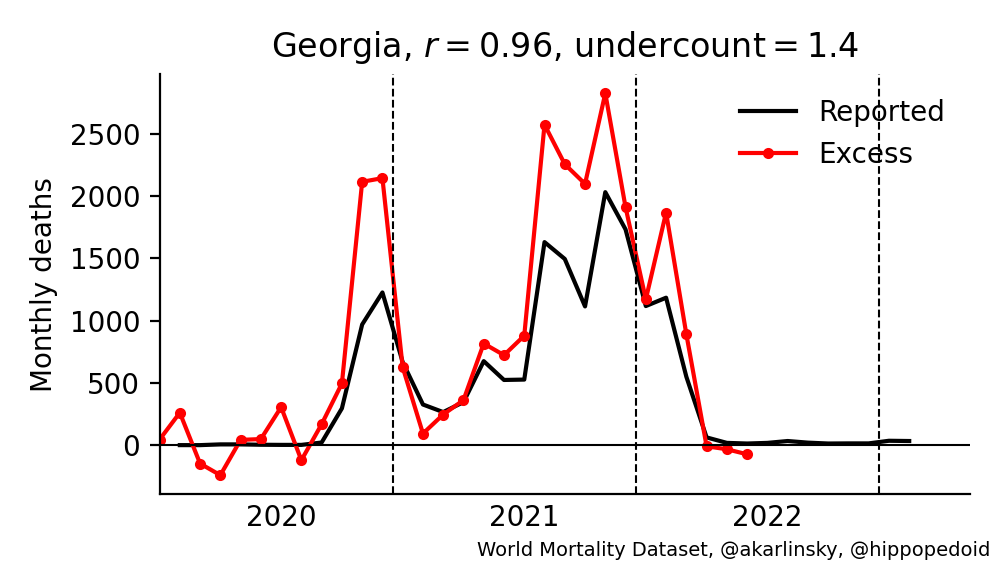 Georgia, r = 0.96, undercount = 1.4
Monthly deaths
2500
2000
1500
1000
500
0
Reported
Excess
2020
2021
2022
World Mortality Dataset, @akarlinsky, @hippopedoid